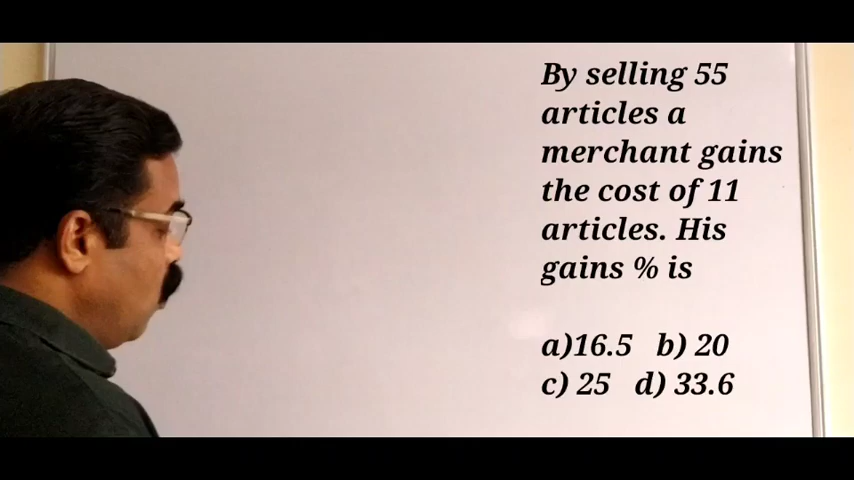 By selling 55
articles a
merchant gains
the cost of 11
articles. His
gains % is
a)16.5 b) 20
c) 25 d) 33.6